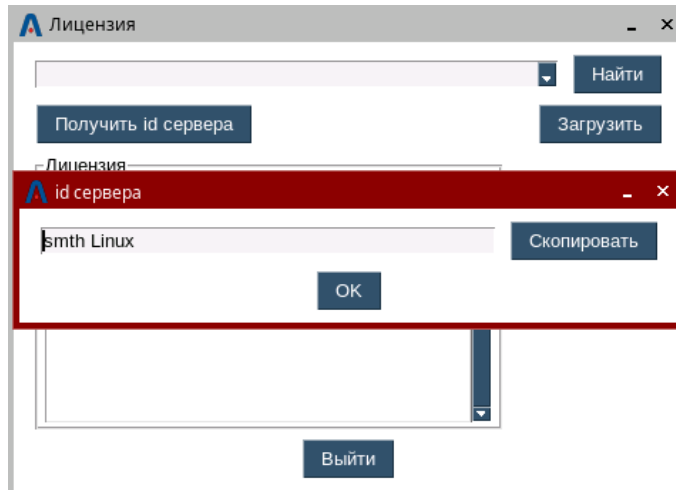 Лицензия
Найти
Получить id сервера
Загрузить
Лицензия
id сервера
smth Linux
Скопировать
OK
Выйти